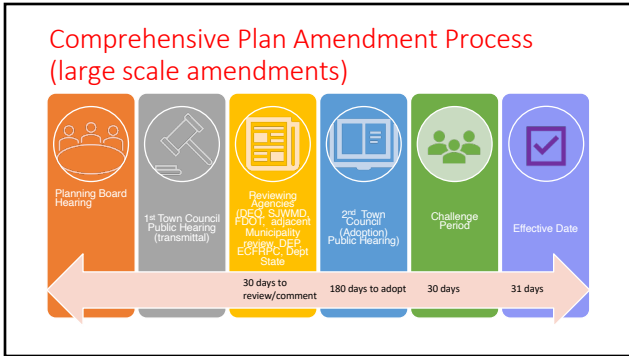 Comprehensive Plan Amendment Process
(large scale amendments)
Planning Board
Hearing
1st Town Council
Public Hearing
(transmittal)
Reviewing
Agencies
(DEO, SJWMD,
FDOT, adjacent
Municipality
review, DEP,
ECFRPC, Dept
State
2nd Town
Council
(Adoption)
Public Hearing)
Challenge
Period
Effective Date
30 days to
review/comment
180 days to adopt
30 days
31 days